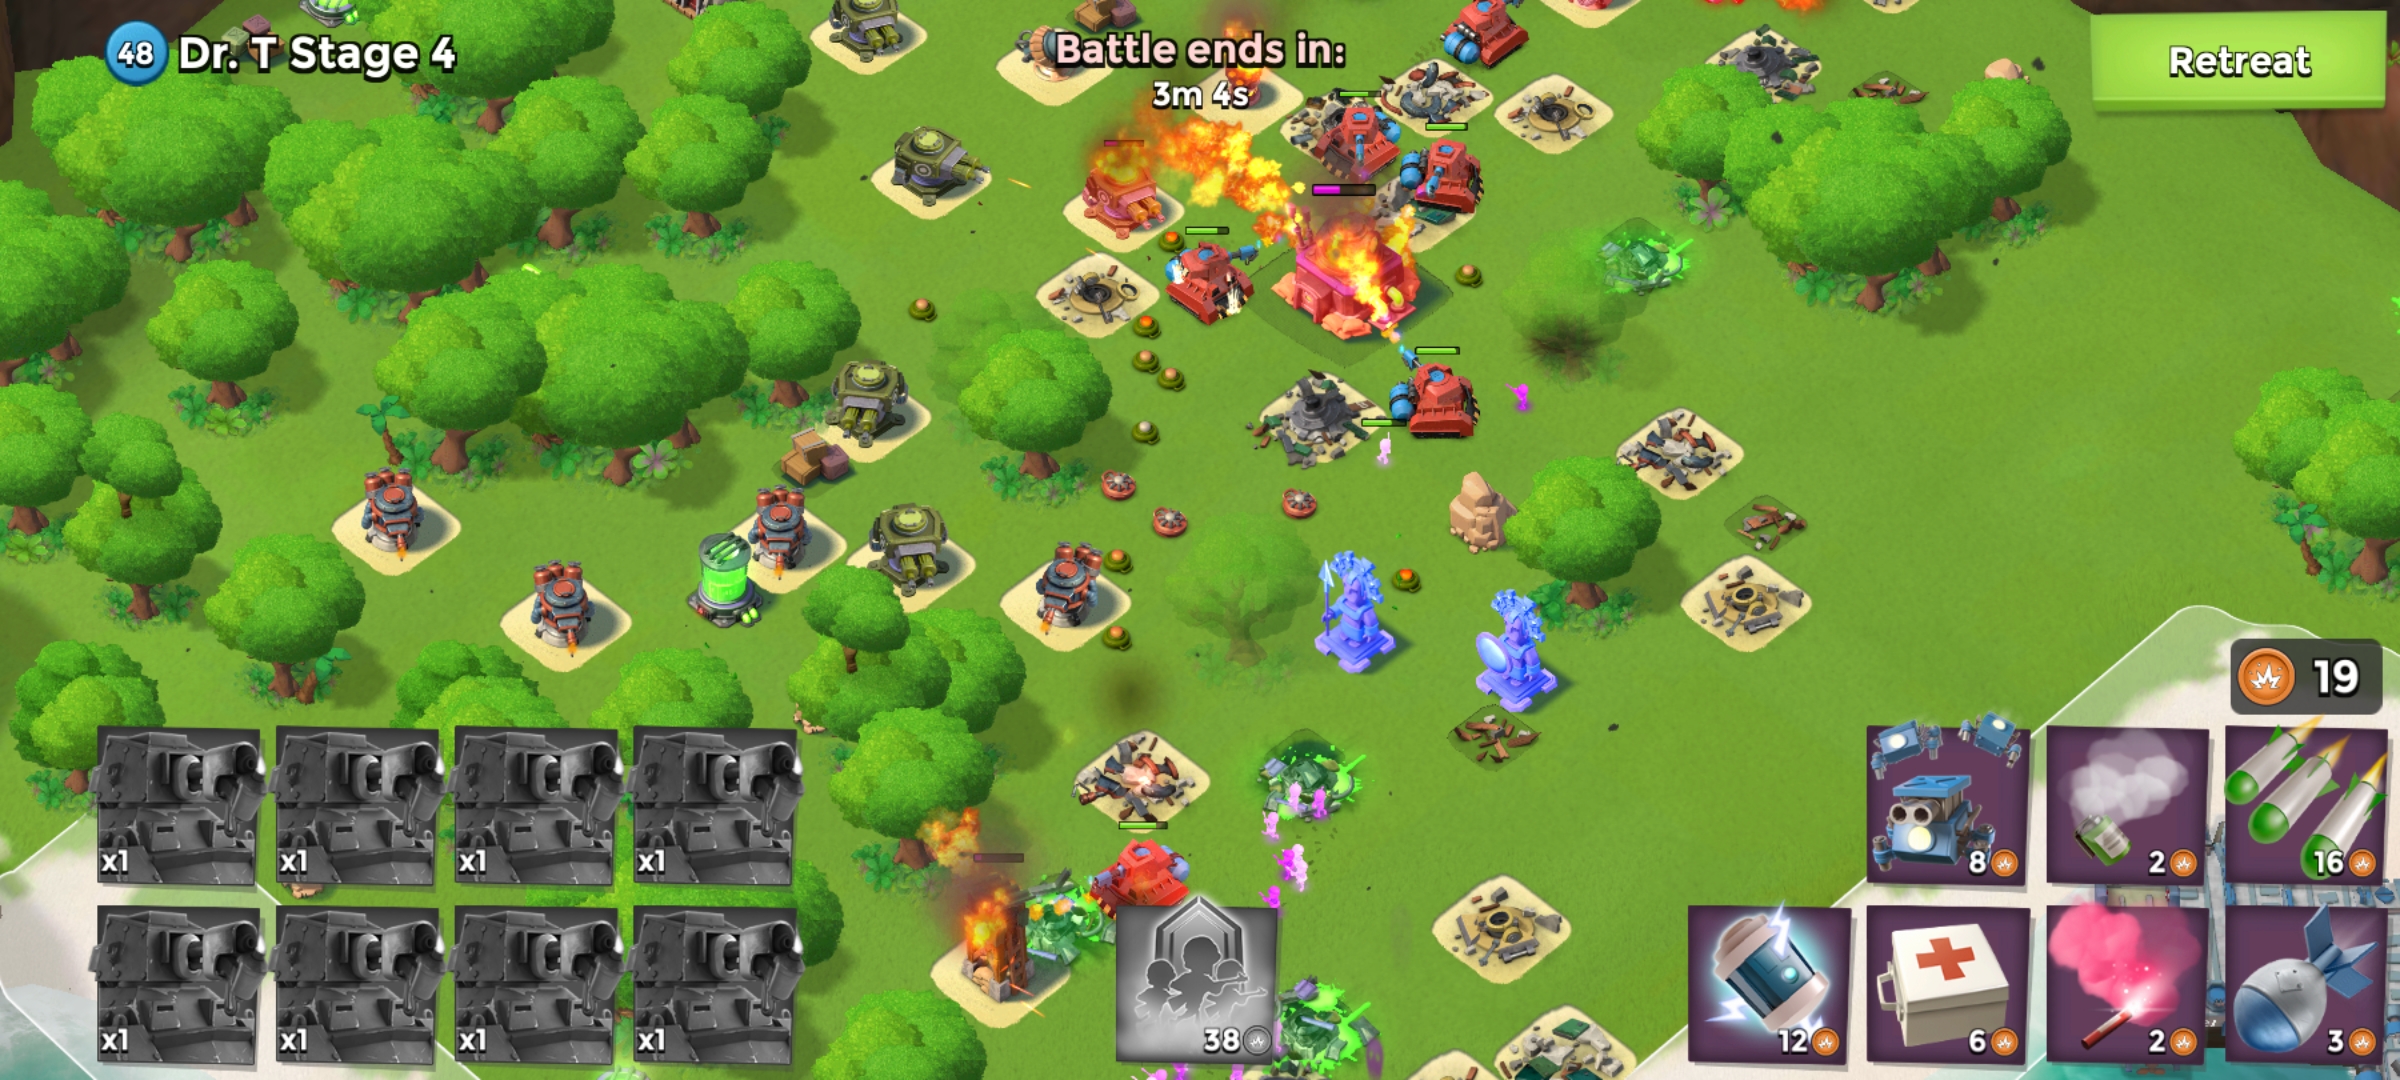 48 Dr. T Stage 4
Battle ends in:
3m 4s
Retreat
19
8
2
16
x1
x1
x1
x1
x1
x1
x1
x1
38
12
6
2
3